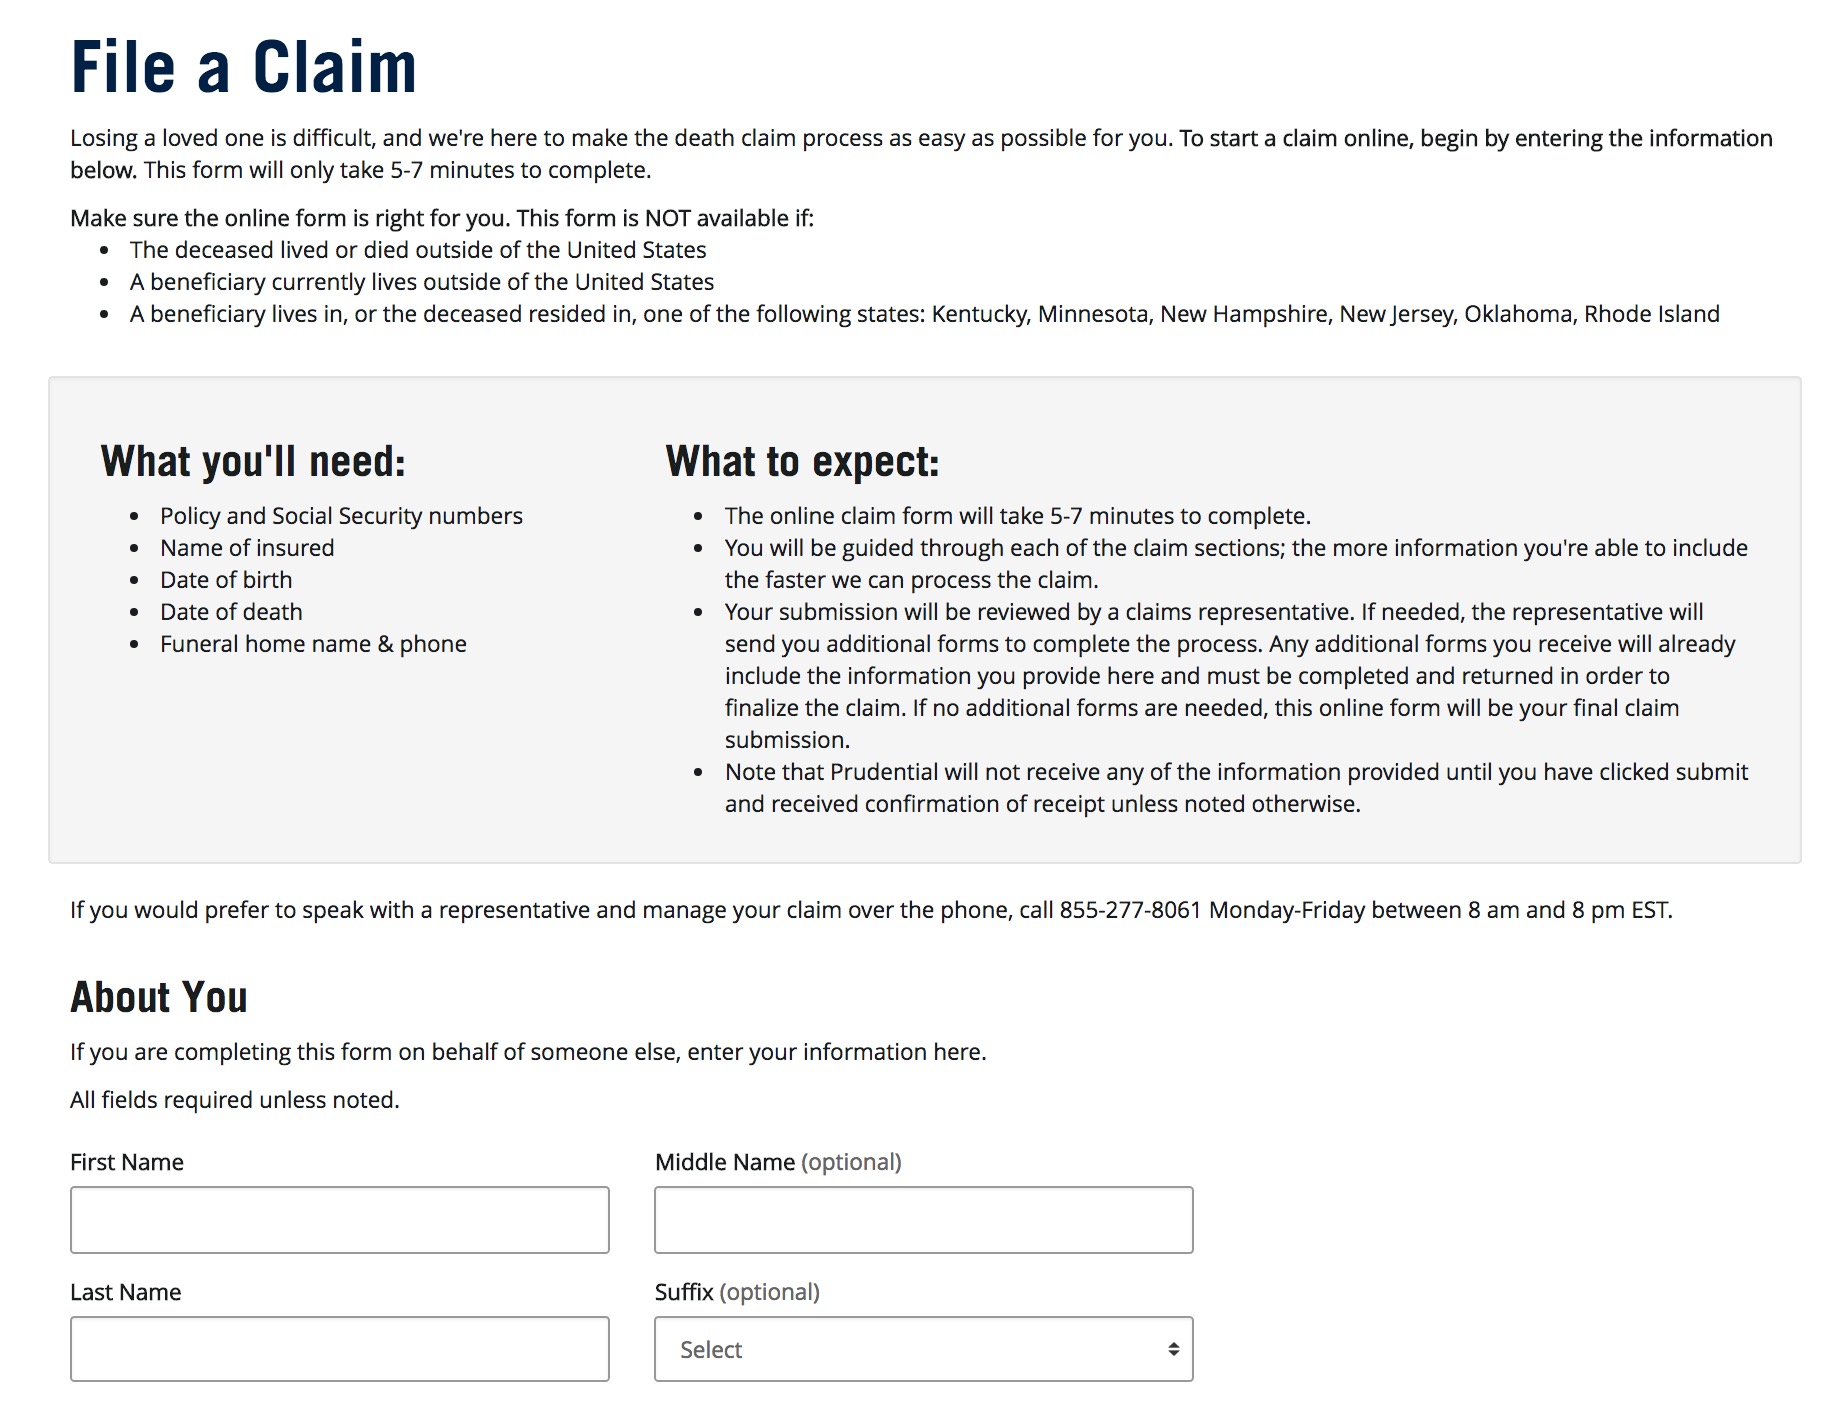 File a Claim
Losing a loved one is difficult, and we're here to make the death claim process as easy as possible for you. To start a claim online, begin by entering the information
below. This form will only take 5-7 minutes to complete.
Make sure the online form is right for you. This form is NOT available if:
• The deceased lived or died outside of the United States
• A beneficiary currently lives outside of the United States
• A beneficiary lives in, or the deceased resided in, one of the following states: Kentucky, Minnesota, New Hampshire, New Jersey, Oklahoma, Rhode Island
What you'll need:
• Policy and Social Security numbers
• Name of insured
• Date of birth
• Date of death
• Funeral home name & phone
What to expect:
• The online claim form will take 5-7 minutes to complete.
• You will be guided through each of the claim sections; the more information you're able to include
the faster we can process the claim.
• Your submission will be reviewed by a claims representative. If needed, the representative will
send you additional forms to complete the process. Any additional forms you receive will already
include the information you provide here and must be completed and returned in order to
finalize the claim. If no additional forms are needed, this online form will be your final claim
submission.
• Note that Prudential will not receive any of the information provided until you have clicked submit
and received confirmation of receipt unless noted otherwise.
If you would prefer to speak with a representative and manage your claim over the phone, call 855-277-8061 Monday-Friday between 8 am and 8 pm EST.
About You
If you are completing this form on behalf of someone else, enter your information here.
All fields required unless noted.
First Name
Middle Name (optional)
Last Name
Suffix (optional)
Select